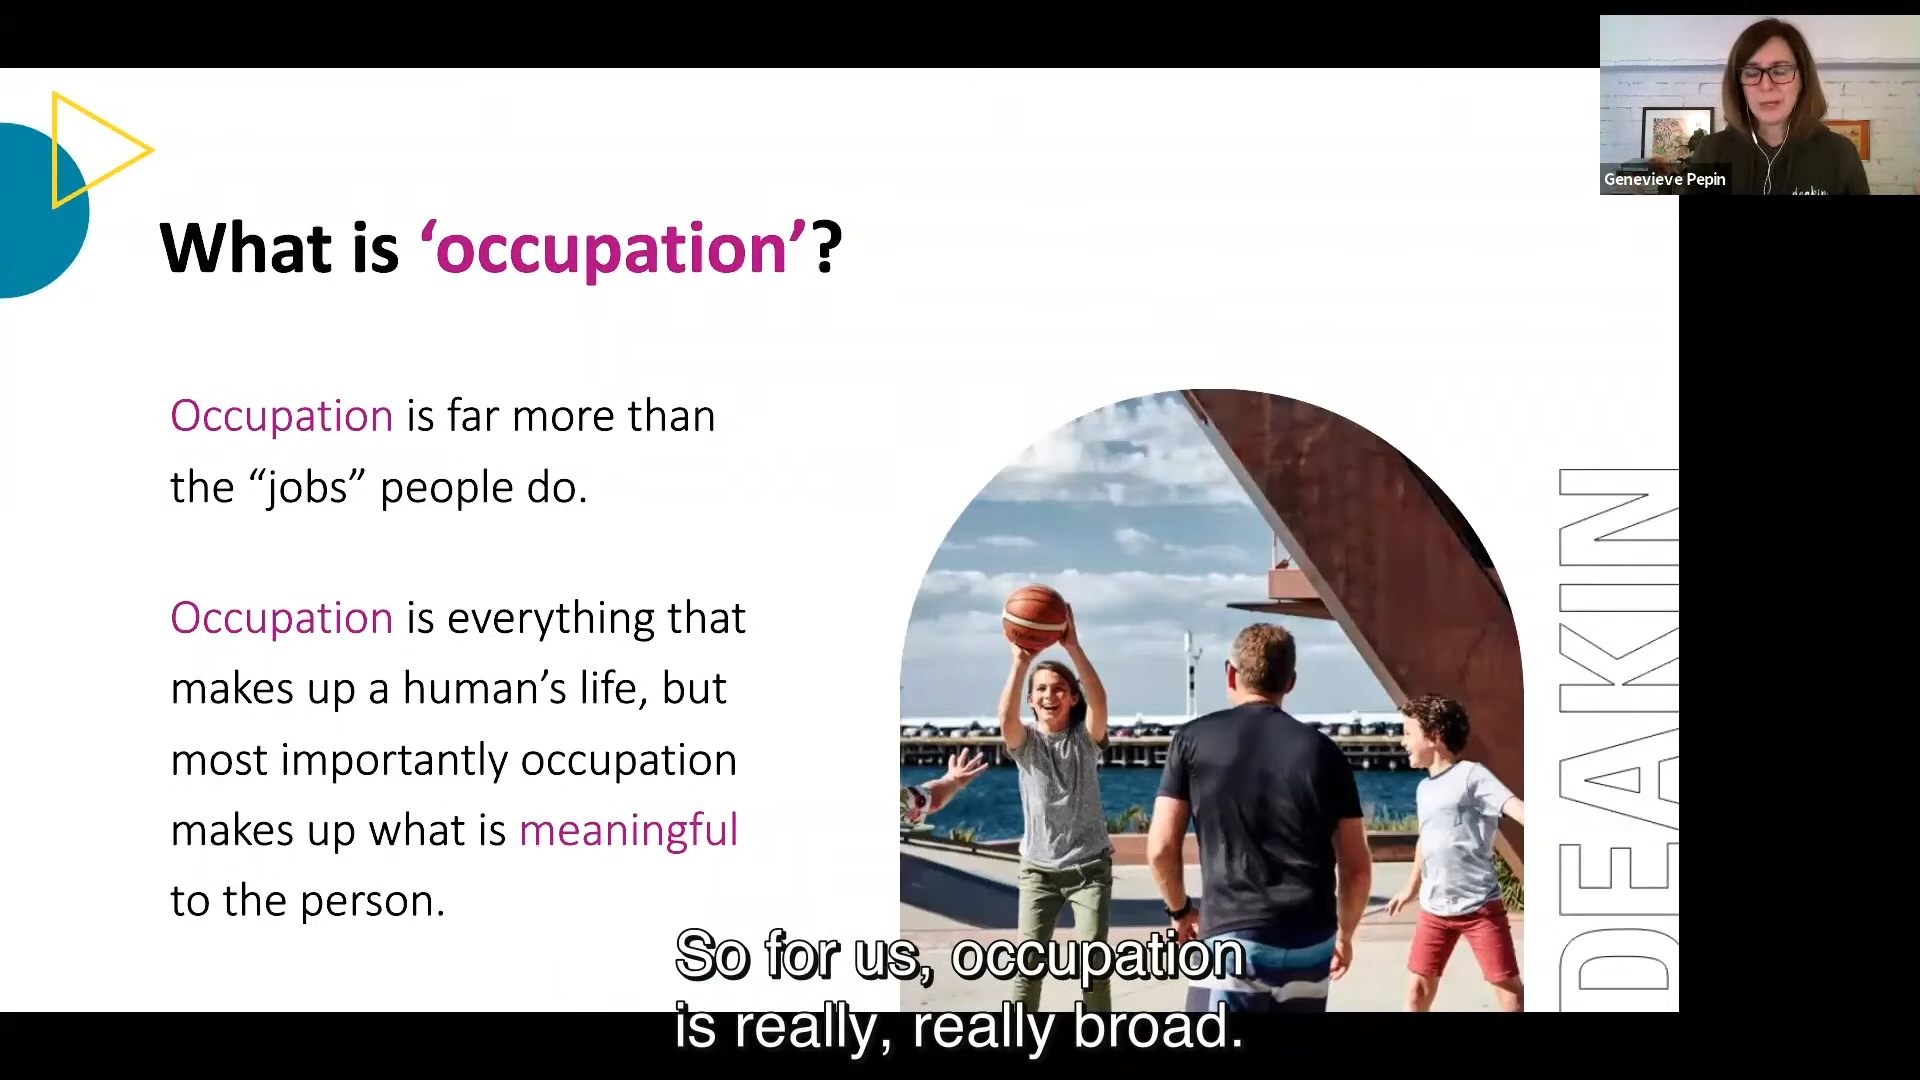 Genevieve Pepin
What is ‘occupation’?
Occupation is far more than
the “jobs” people do.
Occupation is everything that
makes up a human’s life, but
most importantly occupation
makes up what is meaningful
to the person.
DEAKIN
So for us, occupation
is really, really broad.